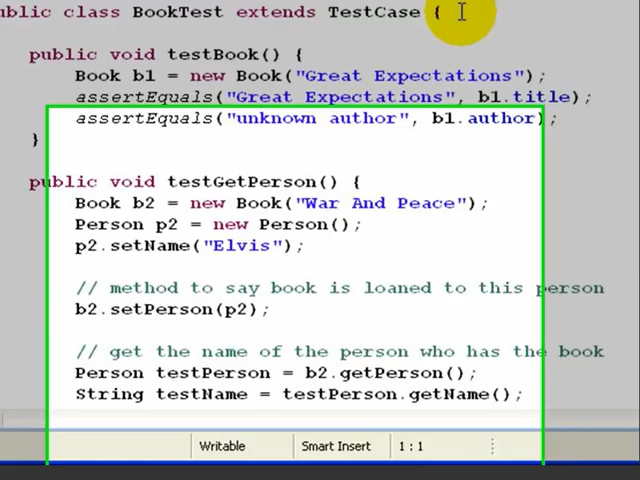 ublic class BookTest extends TestCase {
public void testBook() {
Book b1 = new Book("Great Expectations");
assertEquals("Great Expectations", b1.title);
assertEquals("unknown author", b1.author);
}
public void testGetPerson() {
Book b2 = new Book("War And Peace");
Person p2 = new Person();
p2.setName("Elvis");
// method to say book is loaned to this person
b2.setPerson(p2);
// get the name of the person who has the book
Person testPerson = b2.getPerson();
String testName = testPerson.getName();
Writable Smart Insert 1 : 1